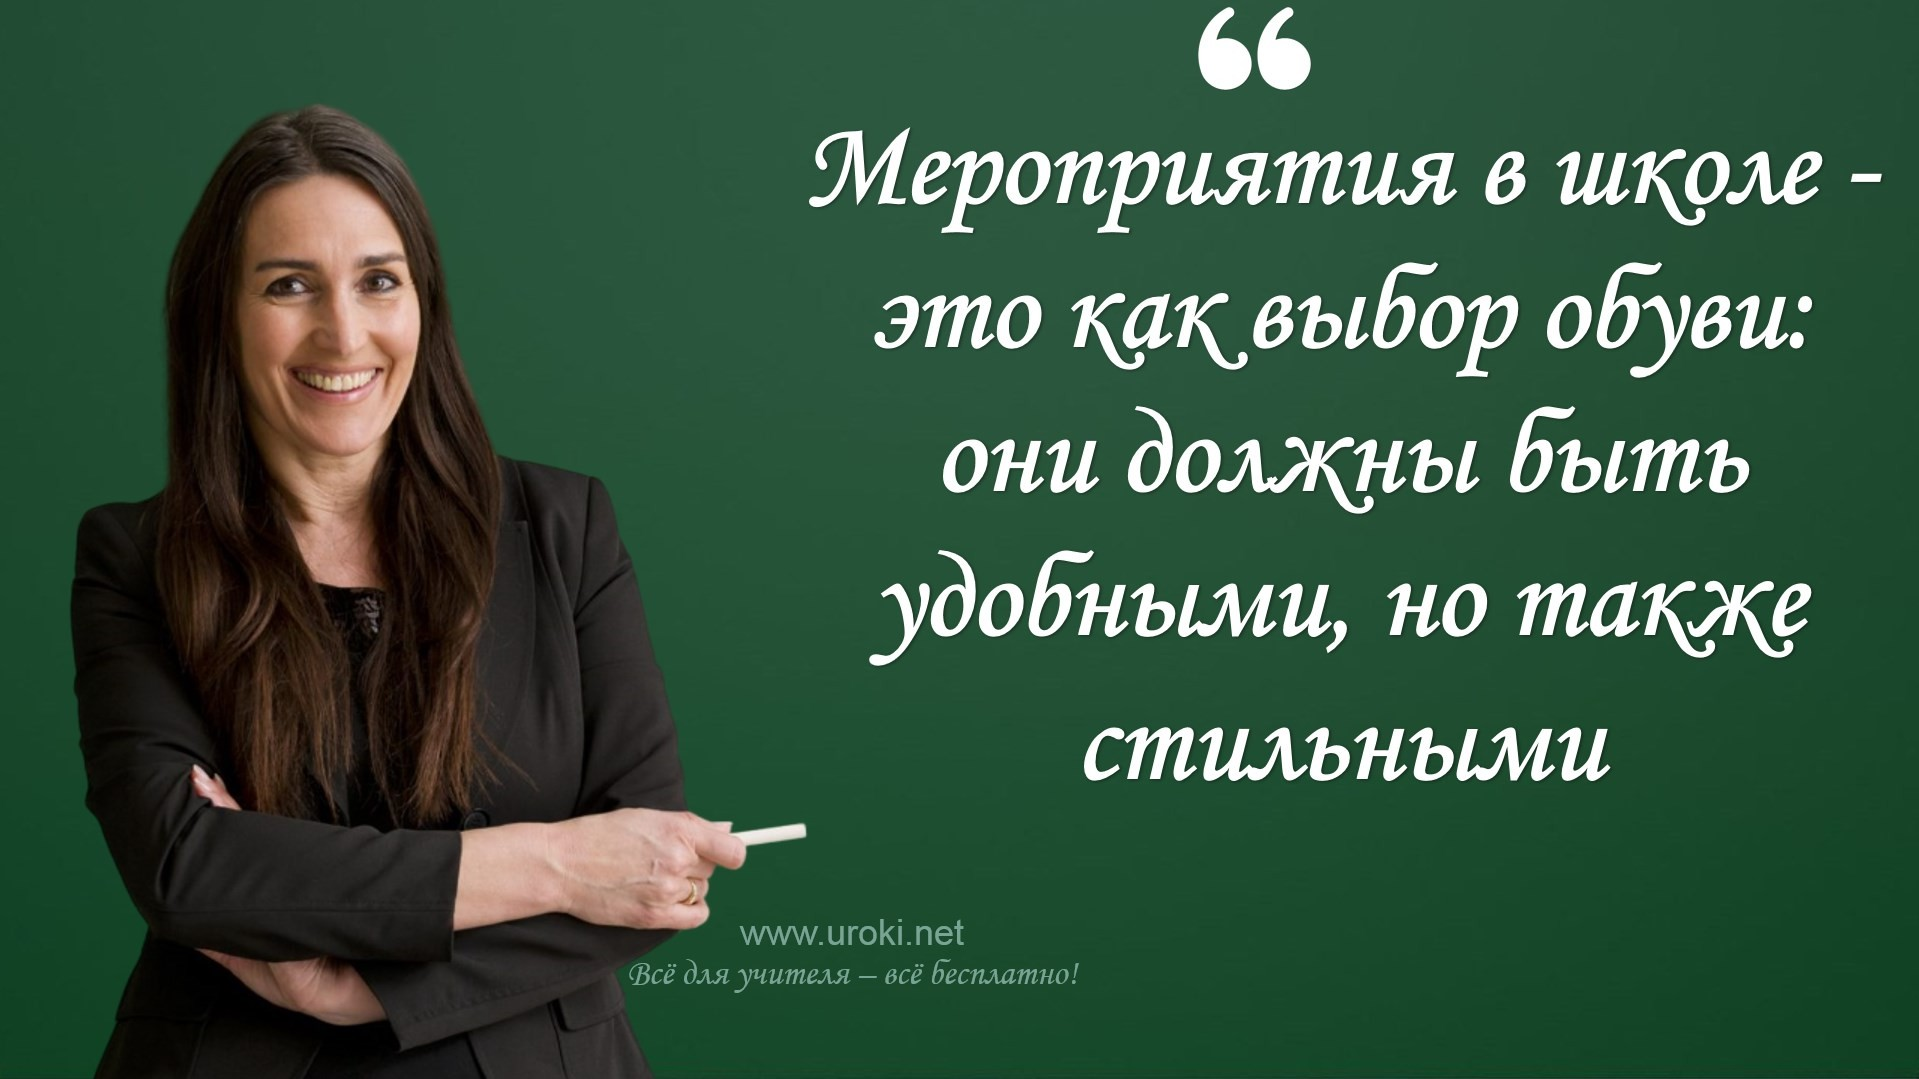 “
Мероприятия в школе -
это как выбор обуви:
они должны быть
удобными, но также
стильными
www.uroki.net
Всё для учителя – всё бесплатно!